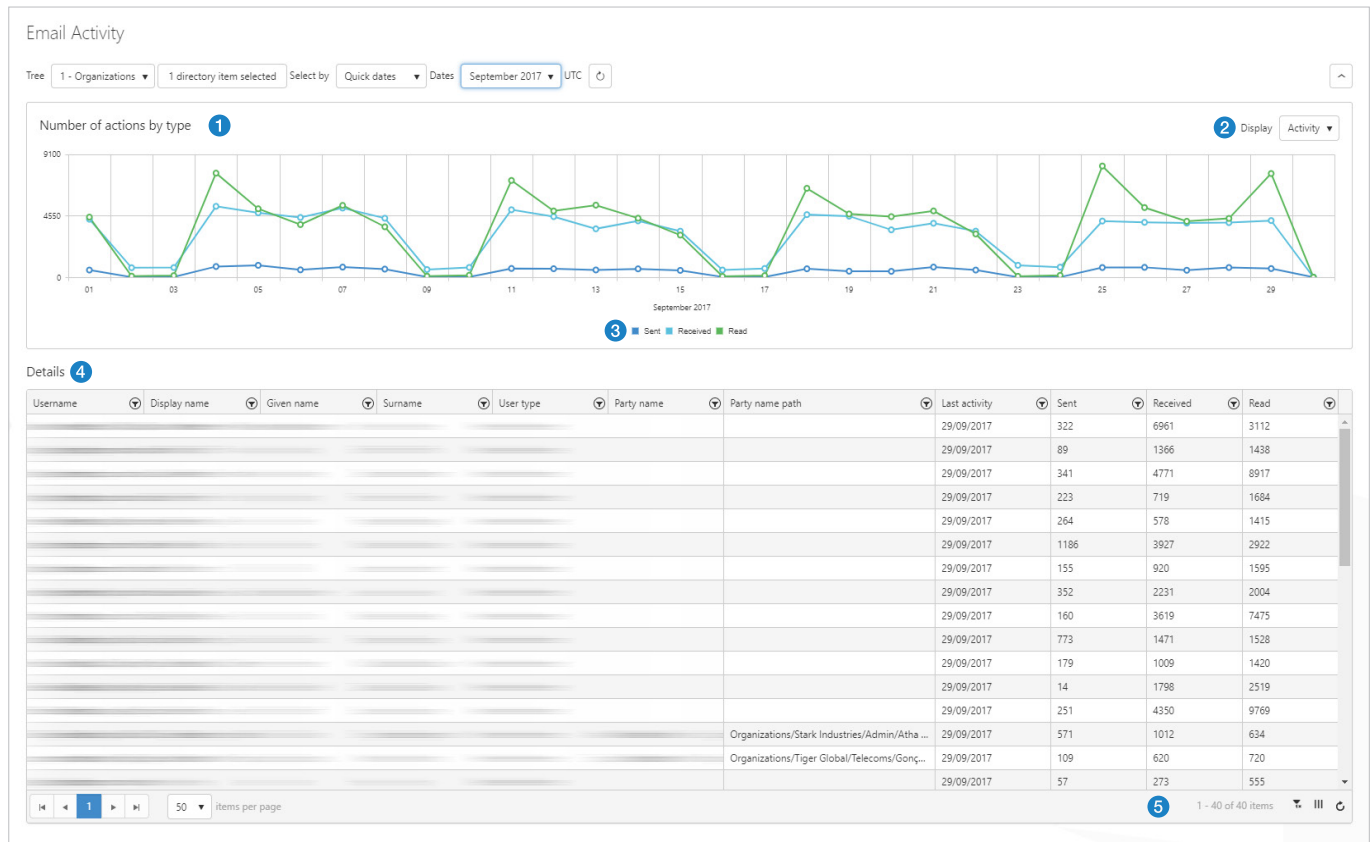 Email Activity
Tree 1 - Organizations 1 directory item selected Select by Quick dates Dates September 2017 UTC
Number of actions by type 1 2 Display Activity
9100
4550
0
01 03 05 07 09 11 13 15 17 19 21 23 25 27 29
September 2017
3 Sent Received Read
Details 4
Username Display name Given name Surname User type Party name Party name path Last activity Sent Received Read
29/09/2017 322 6961 3112
29/09/2017 89 1366 1438
29/09/2017 341 4771 8917
29/09/2017 223 719 1684
29/09/2017 264 578 1415
29/09/2017 1186 3927 2922
29/09/2017 155 920 1595
29/09/2017 352 2231 2004
29/09/2017 160 3619 7475
29/09/2017 773 1471 1528
29/09/2017 179 1009 1420
29/09/2017 14 1798 2519
29/09/2017 251 4350 9769
Organizations/Stark Industries/Admin/Atha ... 29/09/2017 571 1012 634
Organizations/Tiger Global/Telecoms/Gonç... 29/09/2017 109 620 720
29/09/2017 57 273 555
1 50 items per page 5 1 - 40 of 40 items